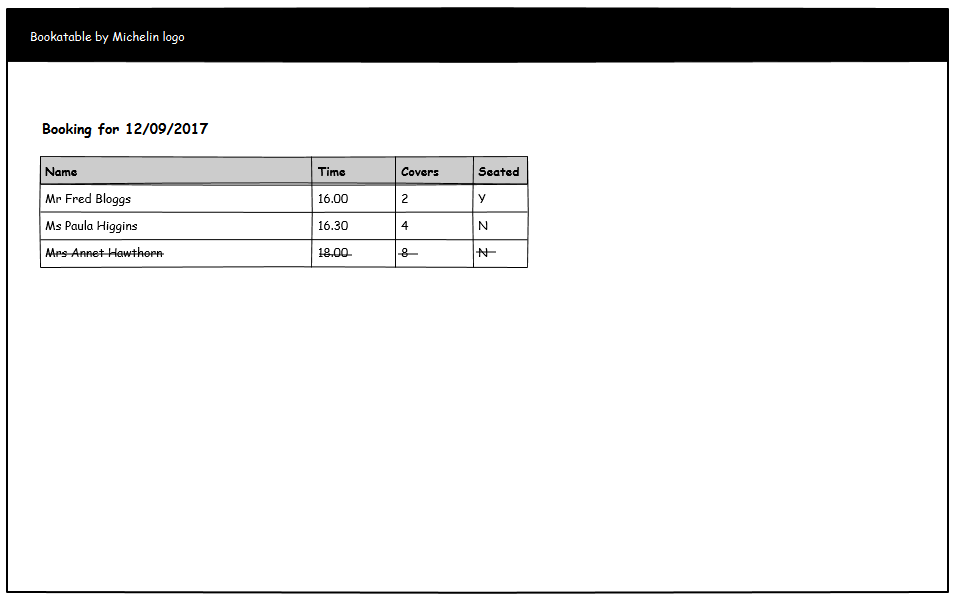 Bookatable by Michelin logo
Booking for 12/09/2017
Name Time Covers Seated
Mr Fred Bloggs 16.00 2 Y
Ms Paula Higgins 16.30 4 N
Mrs Annet Hawthorn 18.00 8 N